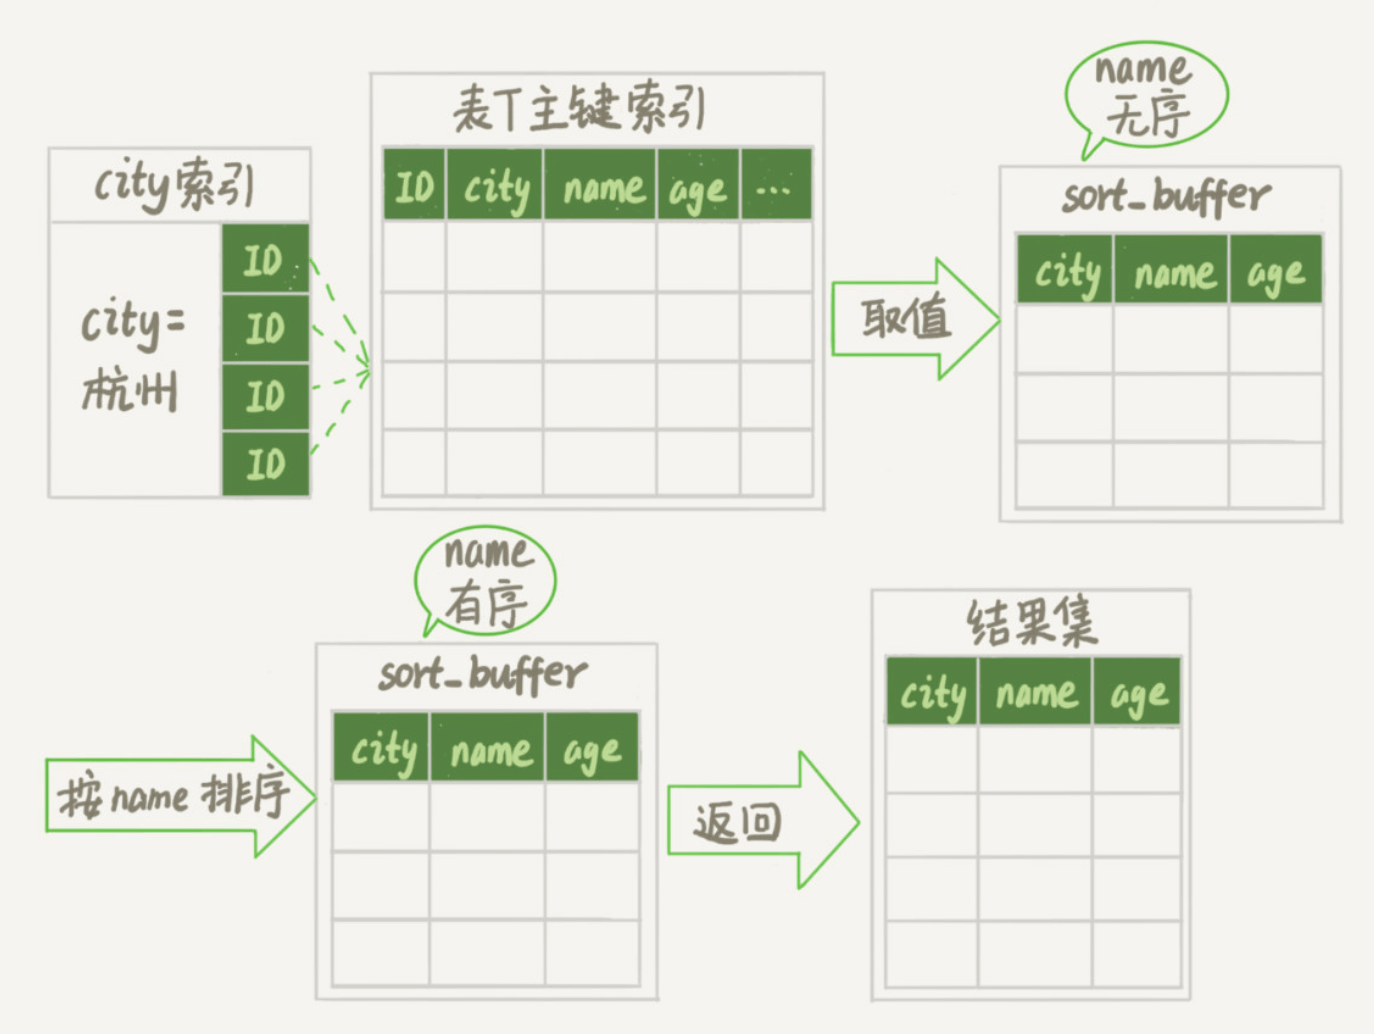 city索引
city=
杭州
ID
ID
ID
ID
表T主键索引
ID city name age ...
取值
name
无序
sort_buffer
city name age
按name排序
name
有序
sort_buffer
city name age
返回
结果集
city name age